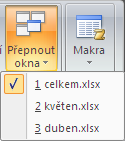 Přepnout
okna
Makra
1 celkem.xlsx
2 květen.xlsx
3 duben.xlsx